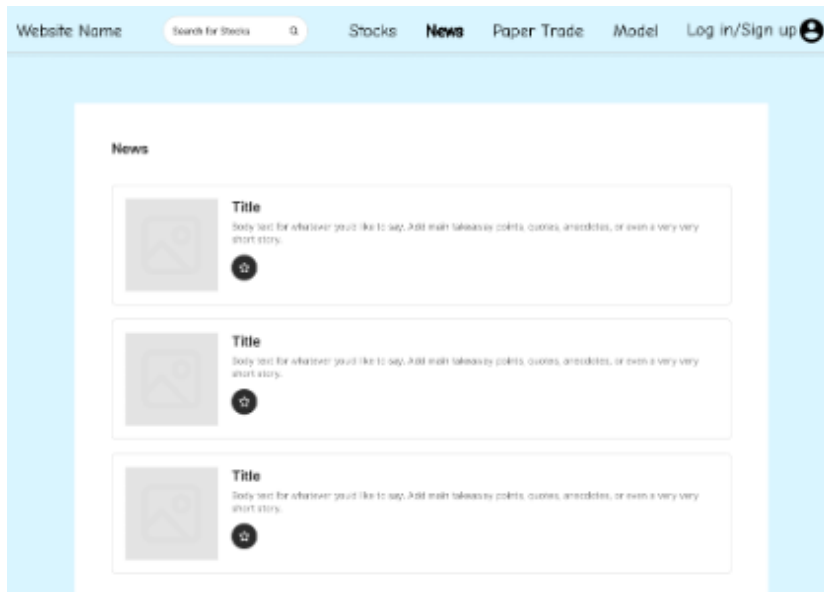 Website Name
Search for Stocks
Stocks
News
Paper Trade
Model
Log in/Sign up
News
Title
Body text for whatever you'd like to say. Add main takeaway points, quotes, anecdotes, or even a very very
short story.
Title
Body text for whatever you'd like to say. Add main takeaway points, quotes, anecdotes, or even a very very
short story.
Title
Body text for whatever you'd like to say. Add main takeaway points, quotes, anecdotes, or even a very very
short story.